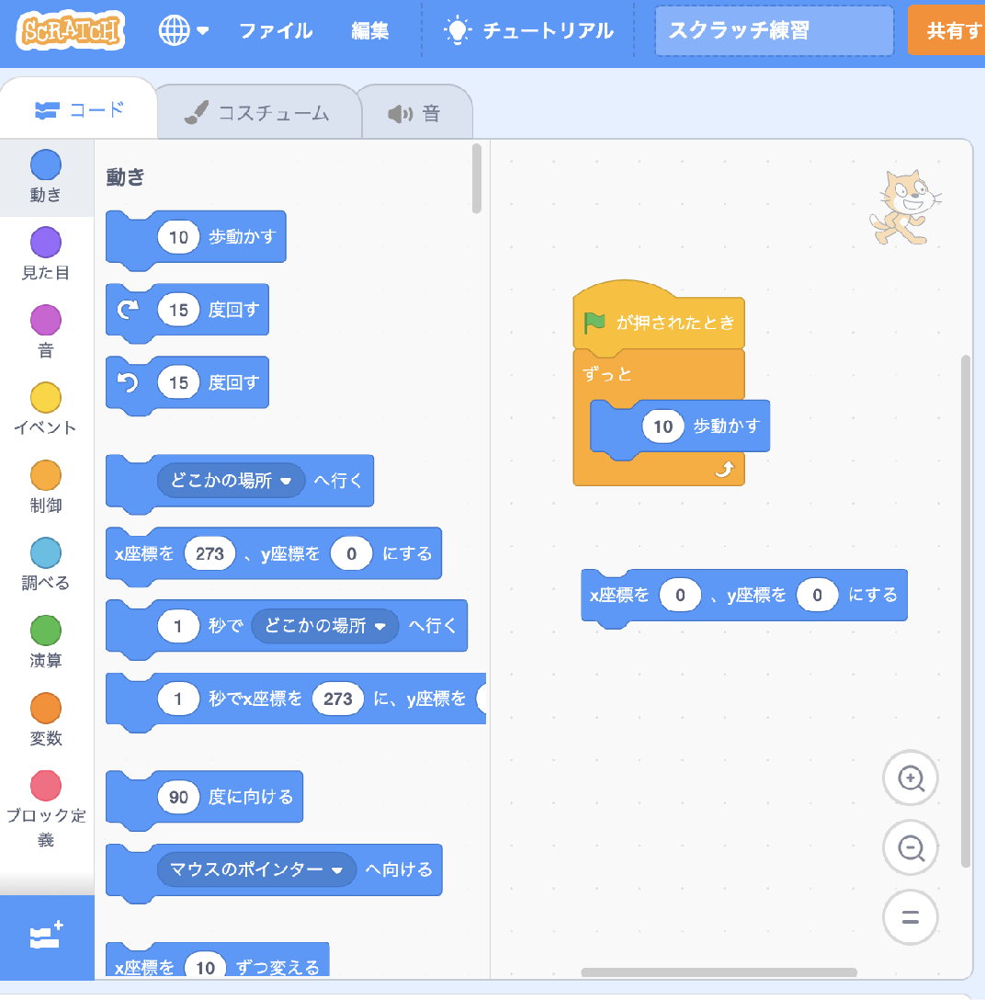 SCRATCH ファイル 編集 チュートリアル スクラッチ練習 共有す
コード コスチューム 音
動き
見た目
音
イベント
制御
調べる
演算
変数
ブロック定
義
動き
10 歩動かす
15 度回す
15 度回す
どこかの場所 へ行く
x座標を 273 、y座標を 0 にする
1 秒で どこかの場所 へ行く
1 秒でx座標を 273 に、y座標を
90 度に向ける
マウスのポインター へ向ける
x座標を 10 ずつ変える
が押されたとき
ずっと
10 歩動かす
x座標を 0 、y座標を 0 にする